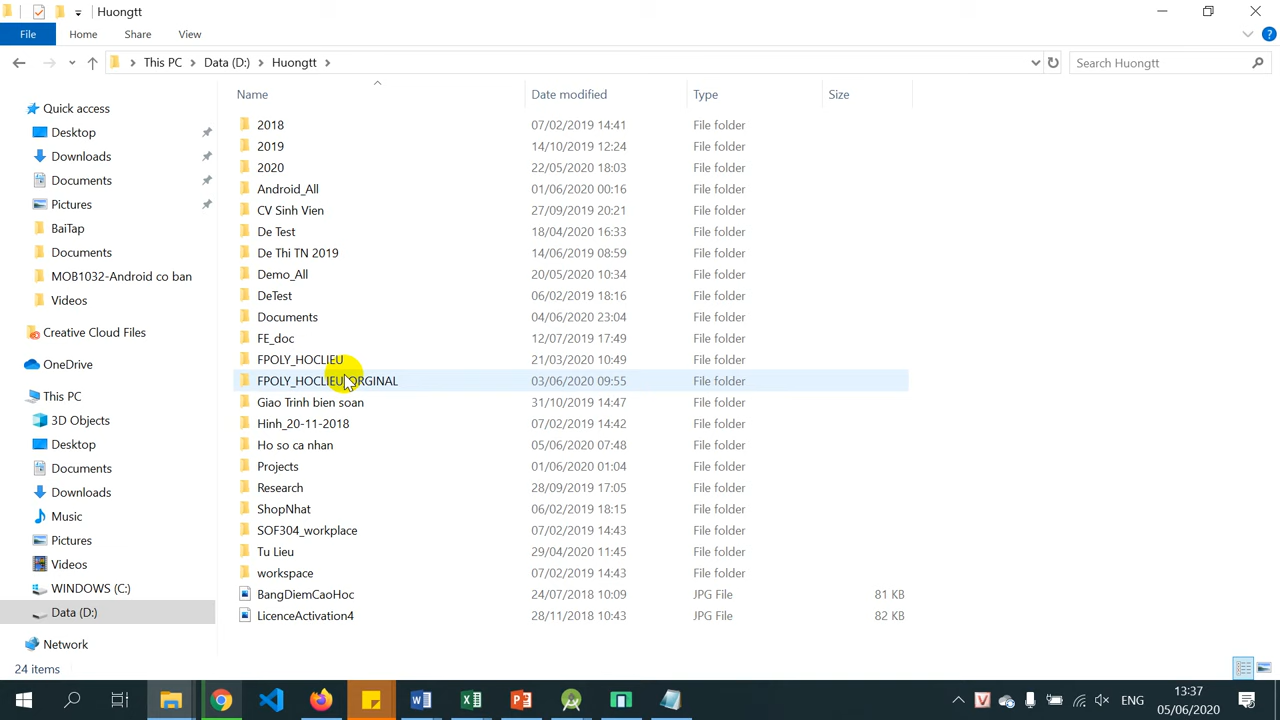 Huongtt
File
Home
Share
View
This PC
Data (D:)
Huongtt
Search Huongtt
Name
Date modified
Type
Size
Quick access
Desktop
Downloads
Documents
Pictures
BaiTap
Documents
MOB1032-Android co ban
Videos
Creative Cloud Files
OneDrive
This PC
3D Objects
Desktop
Documents
Downloads
Music
Pictures
Videos
WINDOWS (C:)
Data (D:)
Network
2018 07/02/2019 14:41 File folder
2019 14/10/2019 12:24 File folder
2020 22/05/2020 18:03 File folder
Android_All 01/06/2020 00:16 File folder
CV Sinh Vien 27/09/2019 20:21 File folder
De Test 18/04/2020 16:33 File folder
De Thi TN 2019 14/06/2019 08:59 File folder
Demo_All 20/05/2020 10:34 File folder
DeTest 06/02/2019 18:16 File folder
Documents 04/06/2020 23:04 File folder
FE_doc 12/07/2019 17:49 File folder
FPOLY_HOCLIEU 21/03/2020 10:49 File folder
FPOLY_HOCLIEU_ORGINAL 03/06/2020 09:55 File folder
Giao Trinh bien soan 31/10/2019 14:47 File folder
Hinh_20-11-2018 07/02/2019 14:42 File folder
Ho so ca nhan 05/06/2020 07:48 File folder
Projects 01/06/2020 01:04 File folder
Research 28/09/2019 17:05 File folder
ShopNhat 06/02/2019 18:15 File folder
SOF304_workplace 07/02/2019 14:43 File folder
Tu Lieu 29/04/2020 11:45 File folder
workspace 07/02/2019 14:43 File folder
BangDiemCaoHoc 24/07/2018 10:09 JPG File 81 KB
LicenceActivation4 28/11/2018 10:43 JPG File 82 KB
24 items
ENG
13:37
05/06/2020